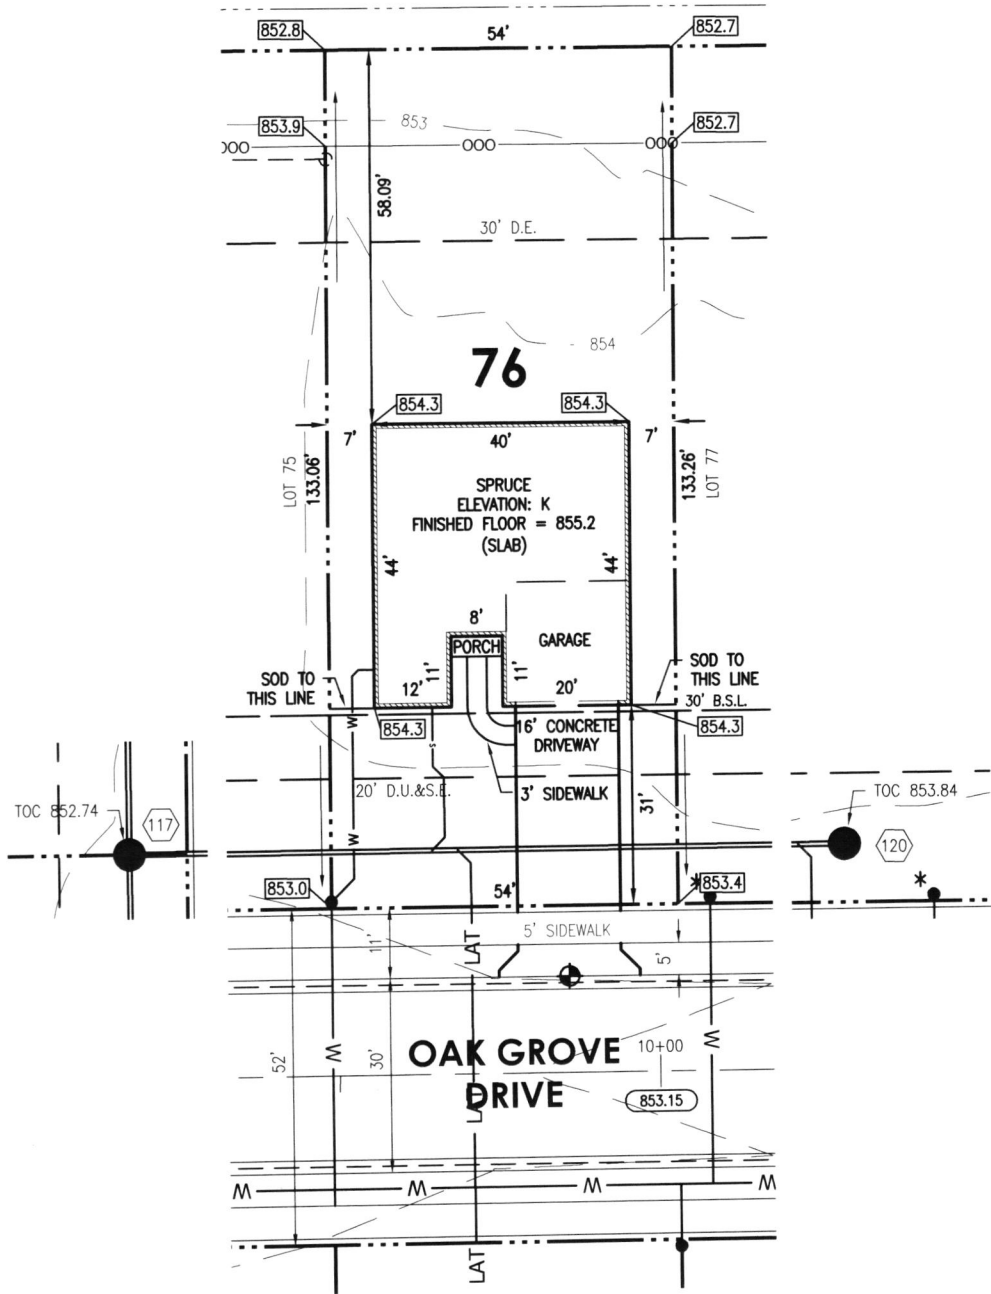 852.8
54'
852.7
853.9
853
852.7
OOO
OOO
OOO
58.09'
30' D.E.
854
76
854.3
854.3
7'
40'
7'
LOT 75
133.06'
133.26'
LOT 77
SPRUCE
ELEVATION: K
FINISHED FLOOR = 855.2
(SLAB)
44'
44'
8'
PORCH
GARAGE
11'
11'
12'
20'
SOD TO
THIS LINE
SOD TO
THIS LINE
30' B.S.L.
854.3
854.3
W
S
16' CONCRETE
DRIVEWAY
20' D.U.&S.E.
3' SIDEWALK
31'
TOC 852.74
117
TOC 853.84
120
W
853.0
54'
853.4
5' SIDEWALK
11'
LAT
5'
52'
30'
W
W
OAK GROVE
DRIVE
10+00
853.15
LAT
W
W
W
W
LAT